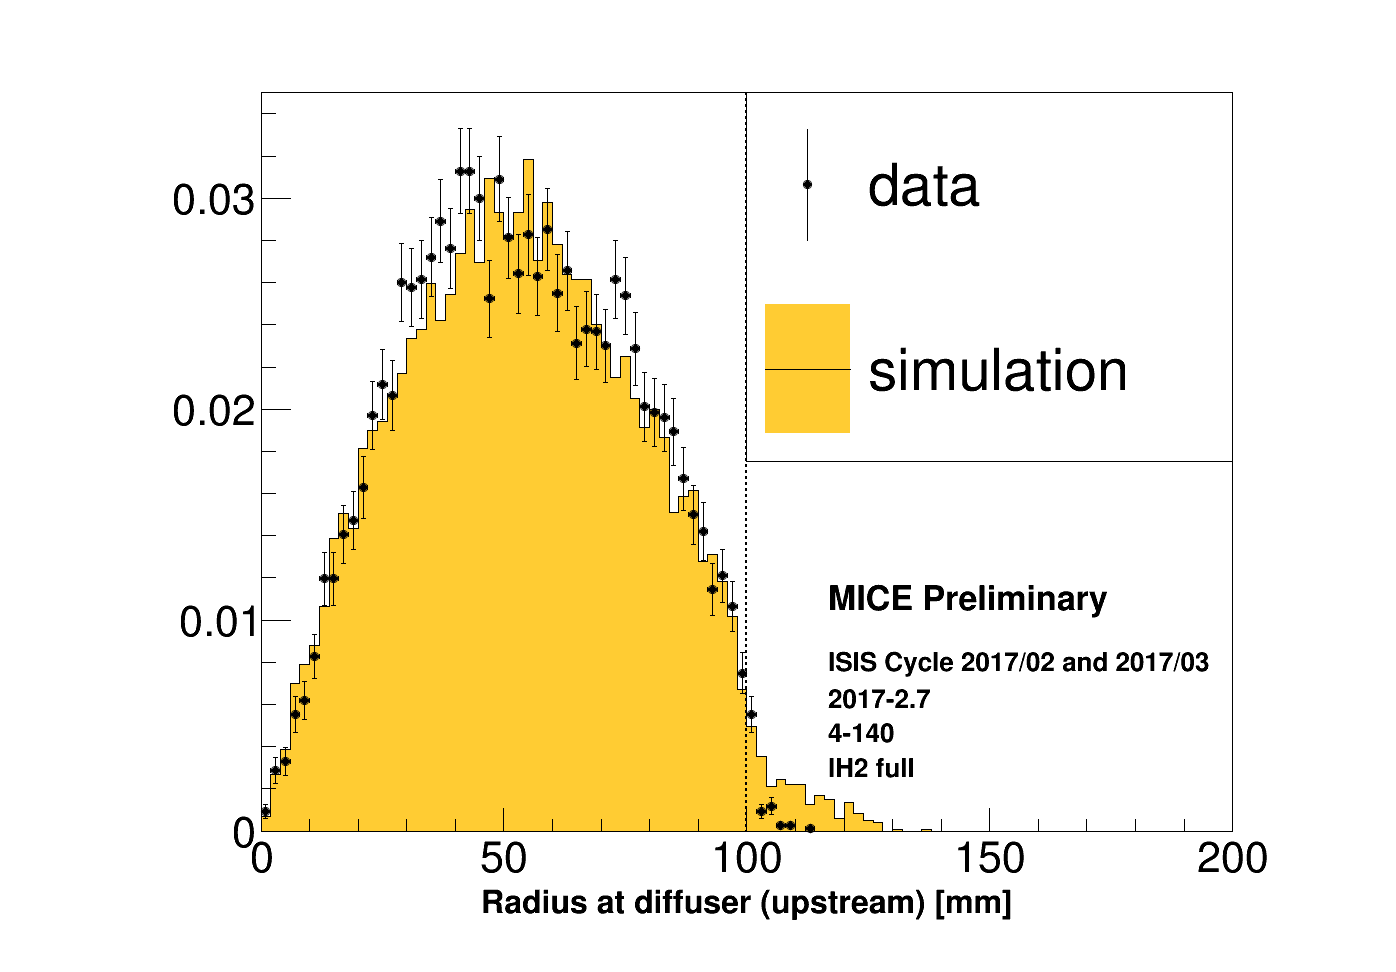 0.03
0.02
0.01
0
0 50 100 150 200
Radius at diffuser (upstream) [mm]
data
simulation
MICE Preliminary
ISIS Cycle 2017/02 and 2017/03
2017-2.7
4-140
IH2 full